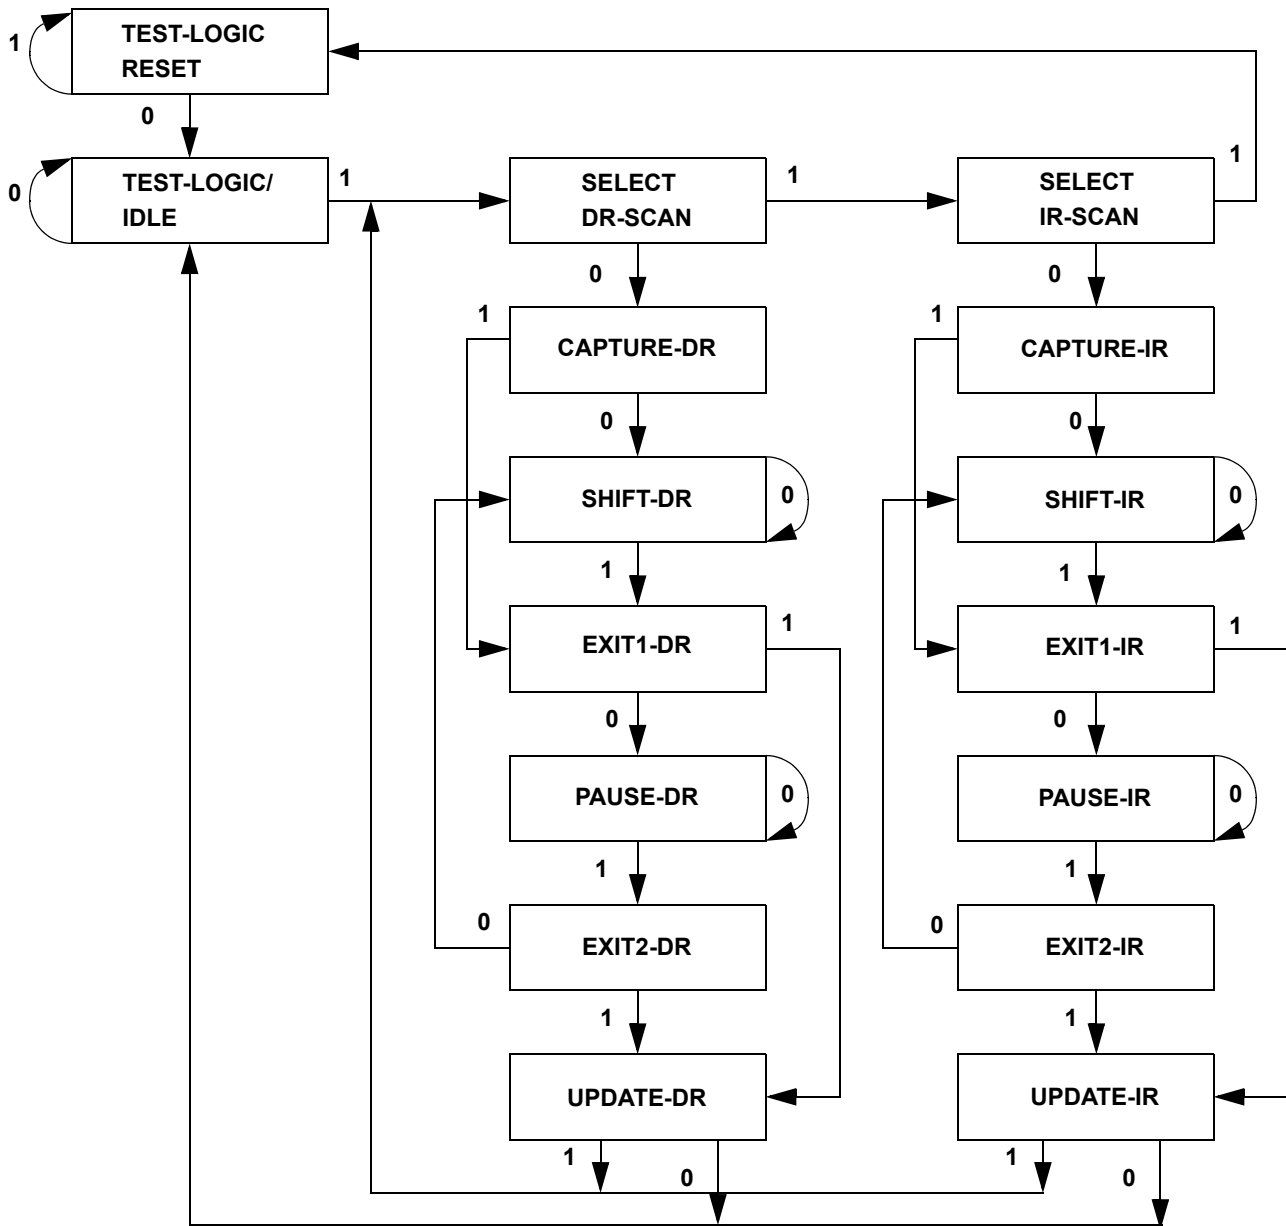 TEST-LOGIC
RESET
1
0
TEST-LOGIC/
IDLE
0
1
SELECT
DR-SCAN
1
SELECT
IR-SCAN
1
0
0
1
CAPTURE-DR
1
CAPTURE-IR
0
0
SHIFT-DR
0
SHIFT-IR
0
1
1
EXIT1-DR
1
EXIT1-IR
1
0
0
PAUSE-DR
0
PAUSE-IR
0
1
1
0
EXIT2-DR
0
EXIT2-IR
1
1
UPDATE-DR
UPDATE-IR
1
0
1
0